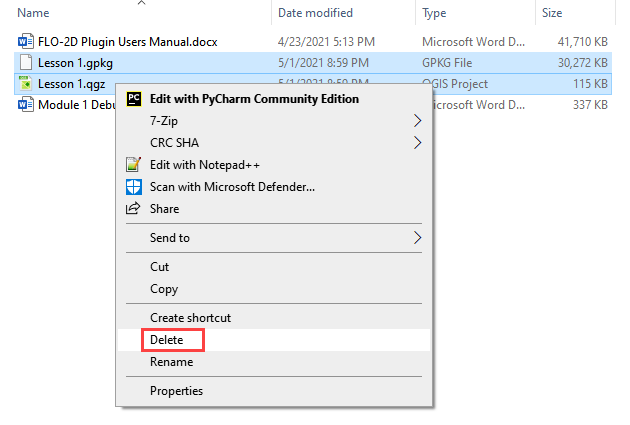 Name Date modified Type Size
FLO-2D Plugin Users Manual.docx 4/23/2021 5:13 PM Microsoft Word D... 41,710 KB
Lesson 1.gpkg 5/1/2021 8:59 PM GPKG File 30,272 KB
Lesson 1.qgz 5/1/2021 8:59 PM QGIS Project 115 KB
Module 1 Debu Microsoft Word D... 337 KB
PC Edit with PyCharm Community Edition
7-Zip
CRC SHA
Edit with Notepad++
Scan with Microsoft Defender...
Share
Send to
Cut
Copy
Create shortcut
Delete
Rename
Properties